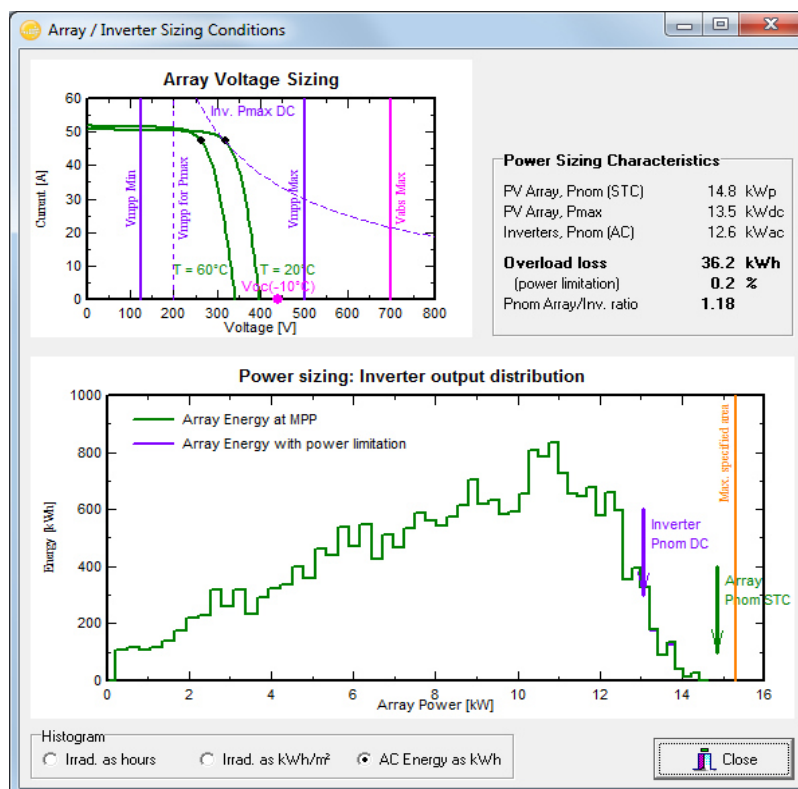 Array / Inverter Sizing Conditions
Array Voltage Sizing
60
50
40
30
20
10
0
Current [A]
Inv. Pmax DC
Vmpp Min
Vmpp for Pmax
Vmpp Max
Vabs Max
T = 60°C
T = 20°C
Voc(-10°C)
0 100 200 300 400 500 600 700 800
Voltage [V]
Power Sizing Characteristics
PV Array, Pnom (STC) 14.8 kWp
PV Array, Pmax 13.5 kWdc
Inverters, Pnom (AC) 12.6 kWac
Overload loss 36.2 kWh
(power limitation) 0.2 %
Pnom Array/Inv. ratio 1.18
Power sizing: Inverter output distribution
1000
800
600
400
200
0
Energy [kWh]
Array Energy at MPP
Array Energy with power limitation
Inverter
Pnom DC
Max. specified area
Array
Pnom STC
0 2 4 6 8 10 12 14 16
Array Power [kW]
Histogram
Irrad. as hours Irrad. as kWh/m² AC Energy as kWh
Close